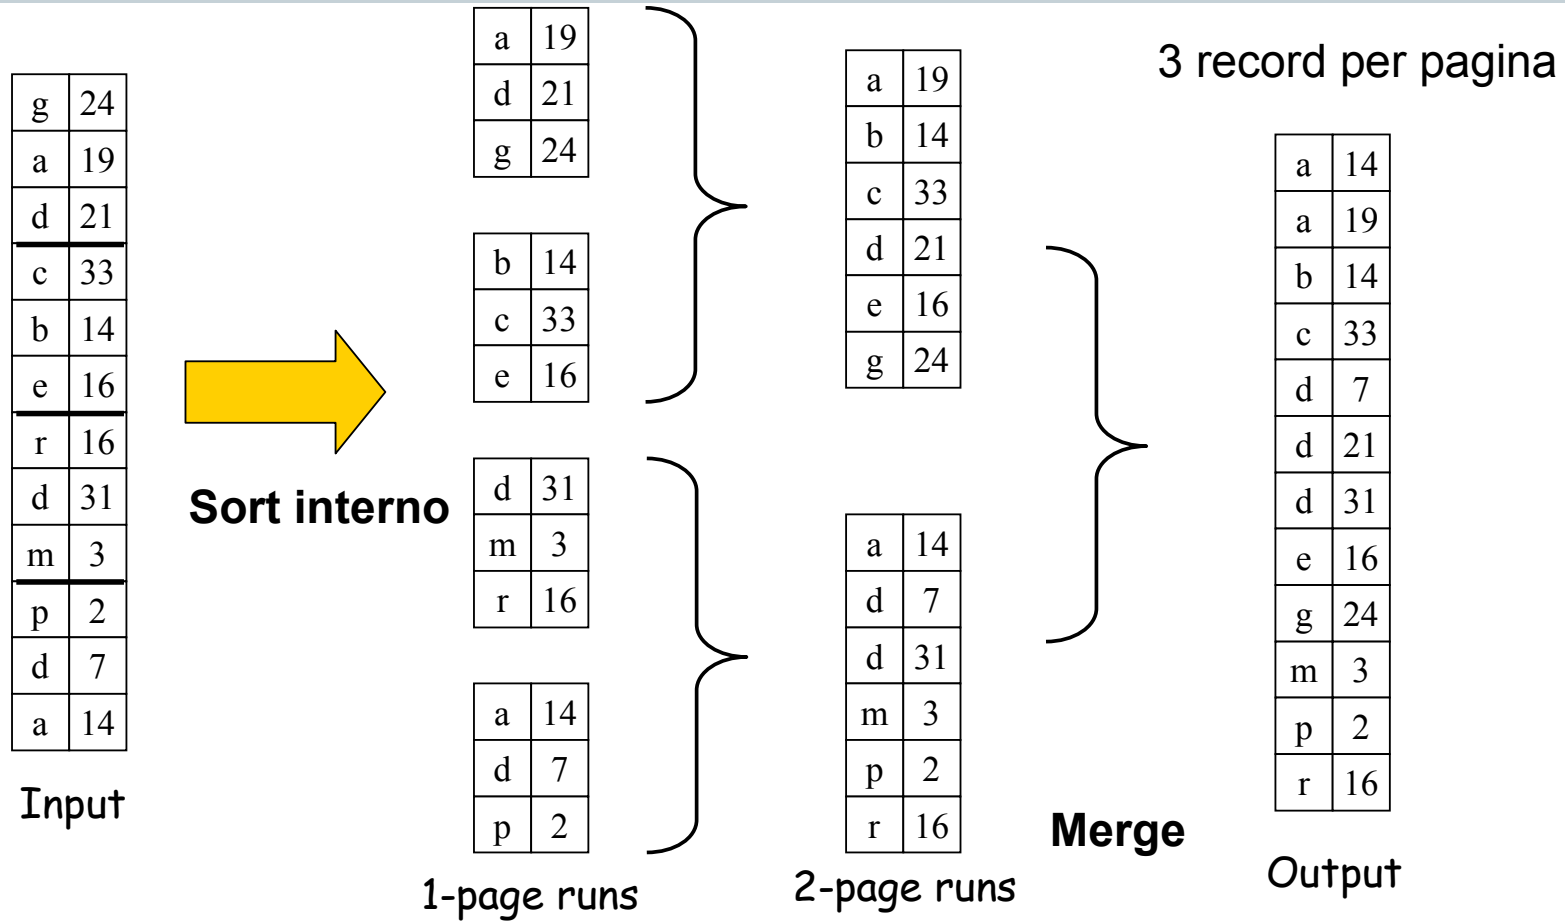 3 record per pagina
g 24
a 19
d 21
c 33
b 14
e 16
r 16
d 31
m 3
p 2
d 7
a 14
Input
Sort interno
a 19
d 21
g 24
b 14
c 33
e 16
d 31
m 3
r 16
a 14
d 7
p 2
1-page runs
a 19
b 14
c 33
d 21
e 16
g 24
a 14
d 7
d 31
m 3
p 2
r 16
2-page runs
Merge
a 14
a 19
b 14
c 33
d 7
d 21
d 31
e 16
g 24
m 3
p 2
r 16
Output